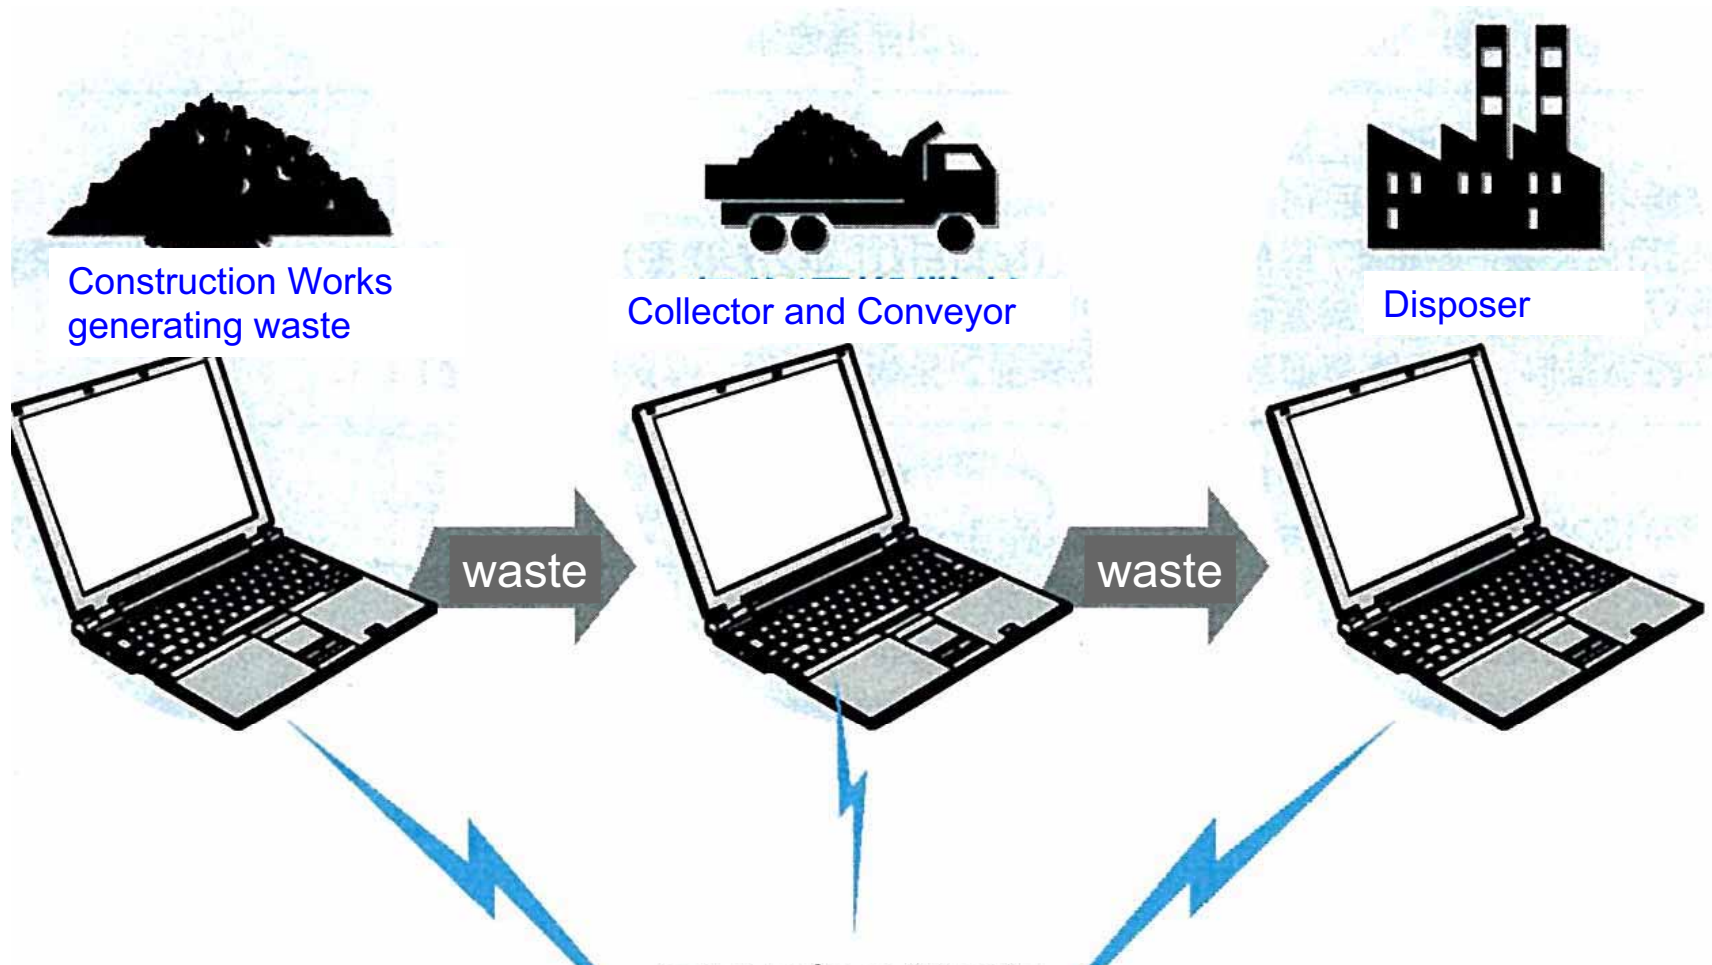 Construction Works
generating waste
Collector and Conveyor
Disposer
waste
waste